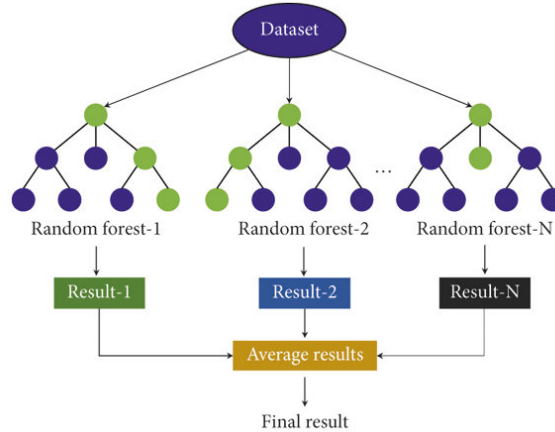 Dataset
...
Random forest-1
Random forest-2
Random forest-N
Result-1
Result-2
Result-N
Average results
Final result